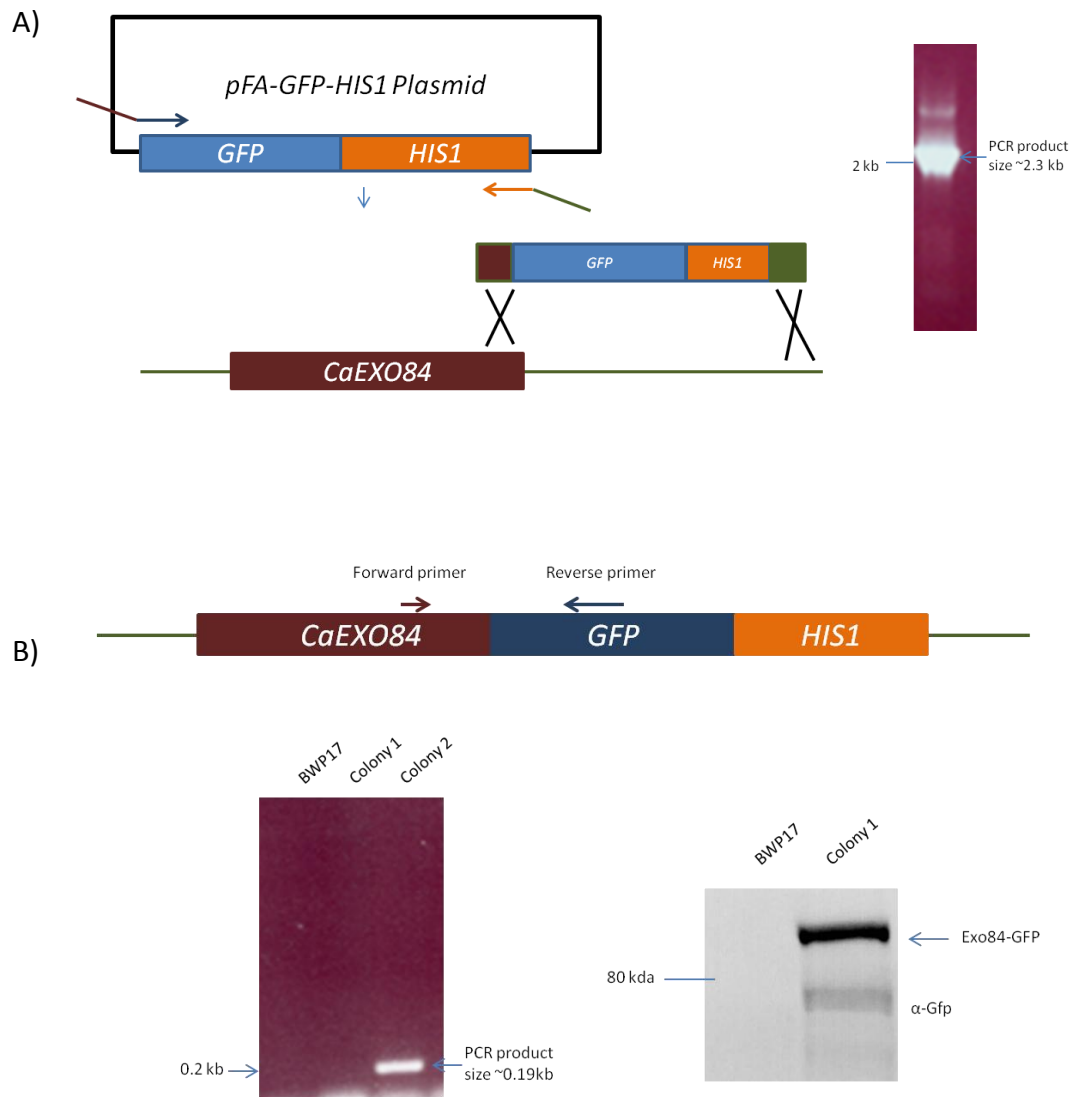 A)
pFA-GFP-HIS1 Plasmid
GFP
HIS1
2 kb
PCR product
size ~2.3 kb
GFP
HIS1
CaEXO84
Forward primer
Reverse primer
CaEXO84
GFP
HIS1
B)
BWP17
Colony 1
Colony 2
0.2 kb
PCR product
size ~0.19kb
BWP17
Colony 1
Exo84-GFP
80 kda
α-Gfp